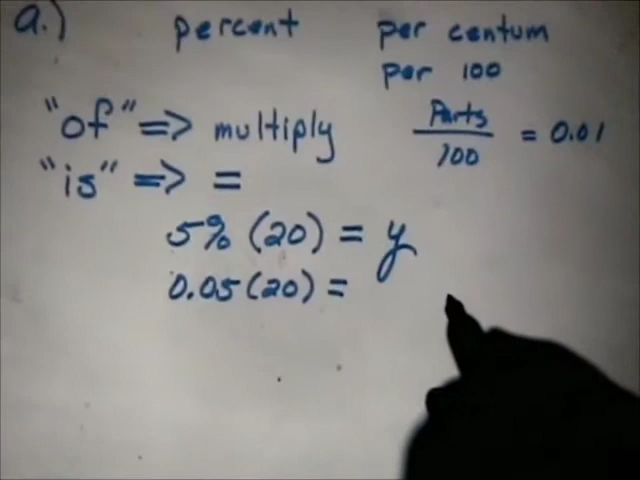 a.) percent per centum
per 100
"of" => multiply Parts/100 = 0.01
"is" => =
5% (20) = y
0.05 (20) =